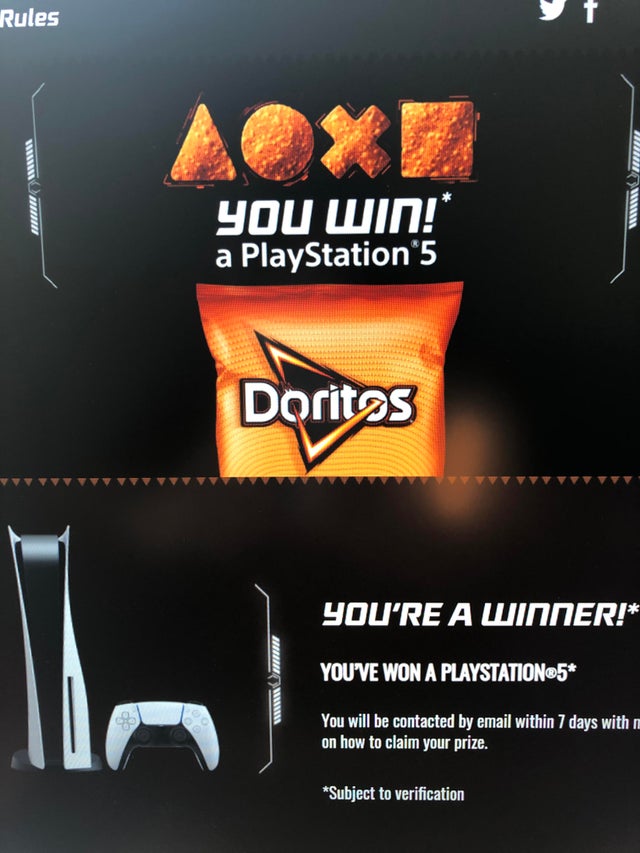 Rules
YOU WIN!*
a PlayStation®5
Doritos
YOU'RE A WINNER!*
YOU'VE WON A PLAYSTATION®5*
You will be contacted by email within 7 days with
on how to claim your prize.
*Subject to verification